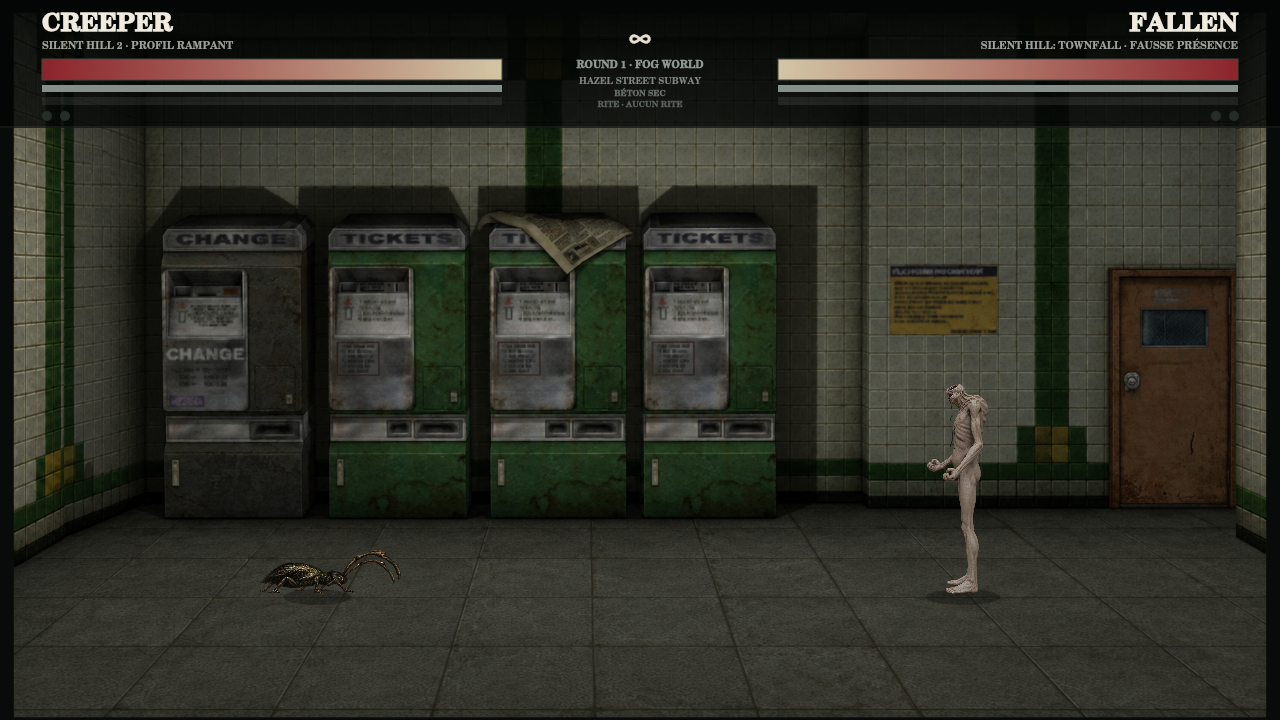 CREEPER
SILENT HILL 2 · PROFIL RAMPANT
∞
ROUND 1 · FOG WORLD
HAZEL STREET SUBWAY
BÉTON SEC
RITE · AUCUN RITE
FALLEN
SILENT HILL: TOWNFALL · FAUSSE PRÉSENCE
CHANGE
TICKETS
TI
TICKETS
CHANGE